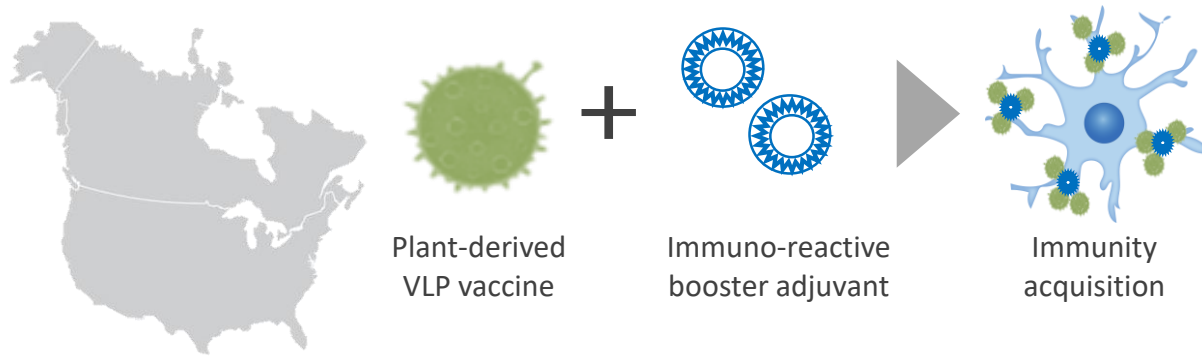 Plant-derived
VLP vaccine
+
Immuno-reactive
booster adjuvant
Immunity
acquisition